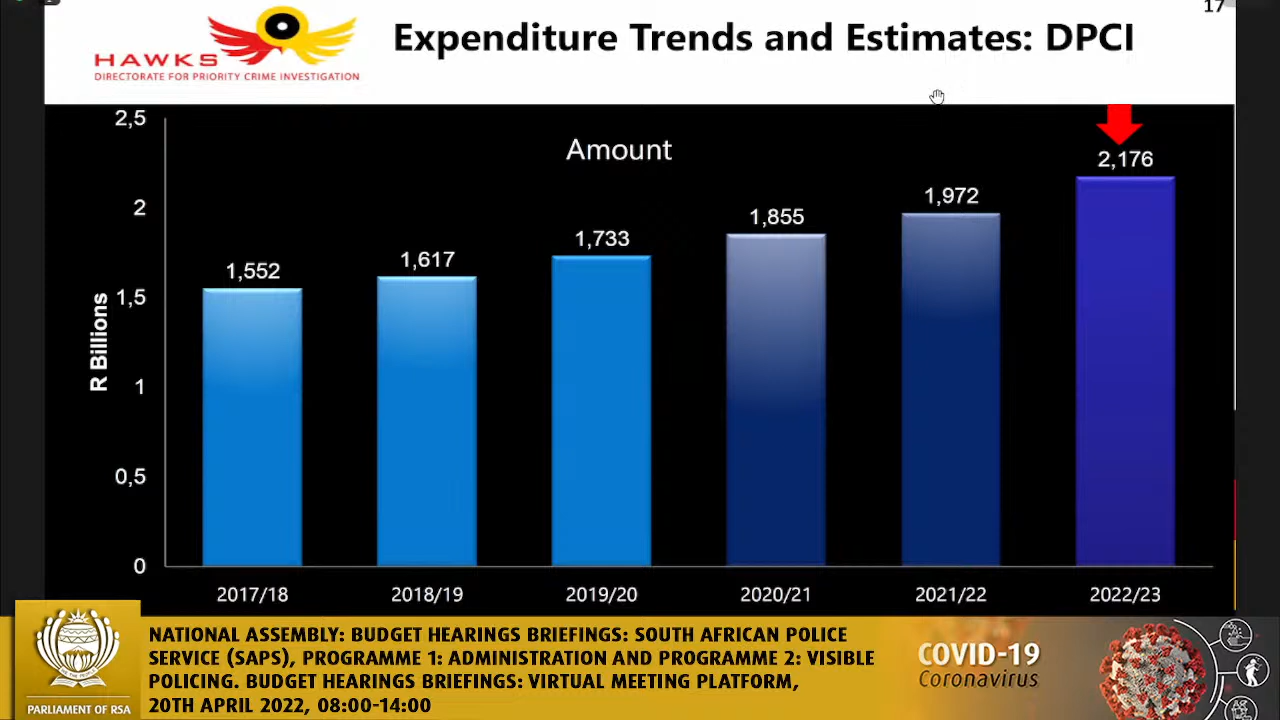 17
HAWKS
DIRECTORATE FOR PRIORITY CRIME INVESTIGATION
Expenditure Trends and Estimates: DPCI
Amount
R Billions
2,5
2
1,5
1
0,5
0
1,552
1,617
1,733
1,855
1,972
2,176
2017/18
2018/19
2019/20
2020/21
2021/22
2022/23
PARLIAMENT OF RSA
NATIONAL ASSEMBLY: BUDGET HEARINGS BRIEFINGS: SOUTH AFRICAN POLICE
SERVICE (SAPS), PROGRAMME 1: ADMINISTRATION AND PROGRAMME 2: VISIBLE
POLICING. BUDGET HEARINGS BRIEFINGS: VIRTUAL MEETING PLATFORM,
20TH APRIL 2022, 08:00-14:00
COVID-19
Coronavirus